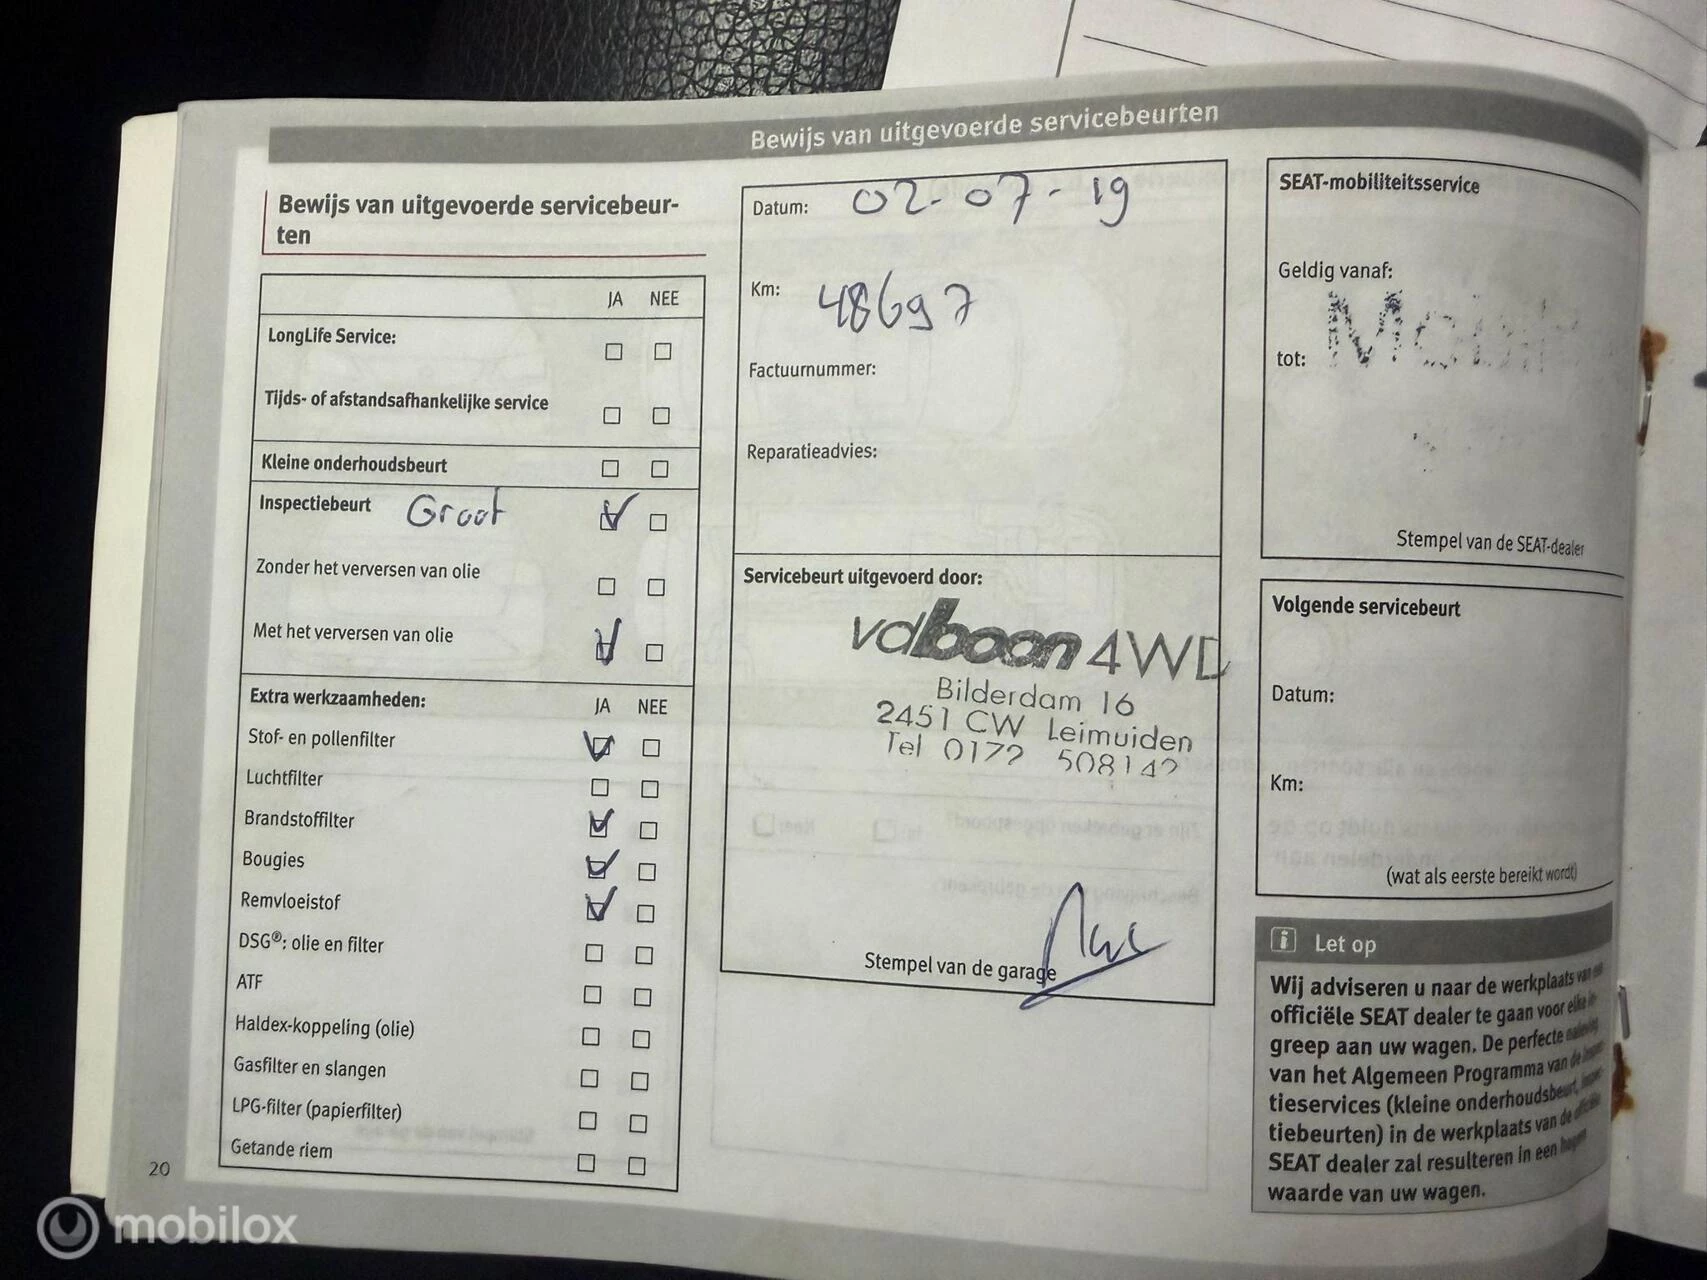 Bewijs van uitgevoerde servicebeurten
Bewijs van uitgevoerde servicebeur-
ten
JA NEE
LongLife Service:
Tijds- of afstandsafhankelijke service
Kleine onderhoudsbeurt
Inspectiebeurt Groot
Zonder het verversen van olie
Met het verversen van olie
Extra werkzaamheden: JA NEE
Stof- en pollenfilter
Luchtfilter
Brandstoffilter
Bougies
Remvloeistof
DSG®: olie en filter
ATF
Haldex-koppeling (olie)
Gasfilter en slangen
LPG-filter (papierfilter)
Getande riem
20
Datum: 02-07-19
Km: 48697
Factuurnummer:
Reparatieadvies:
Servicebeurt uitgevoerd door:
vdboon 4WD
Bilderdam 16
2451 CW Leimuiden
Tel 0172 508142
Stempel van de garage
SEAT-mobiliteitsservice
Geldig vanaf:
tot:
Stempel van de SEAT-dealer
Volgende servicebeurt
Datum:
Km:
(wat als eerste bereikt wordt)
i Let op
Wij adviseren u naar de werkplaats van een
officiële SEAT dealer te gaan voor elke in-
greep aan uw wagen. De perfecte naleving
van het Algemeen Programma van de
tieservices (kleine onderhoudsbeurt,
tiebeurten) in de werkplaats van de officiële
SEAT dealer zal resulteren in een hogere
waarde van uw wagen.
mobilox